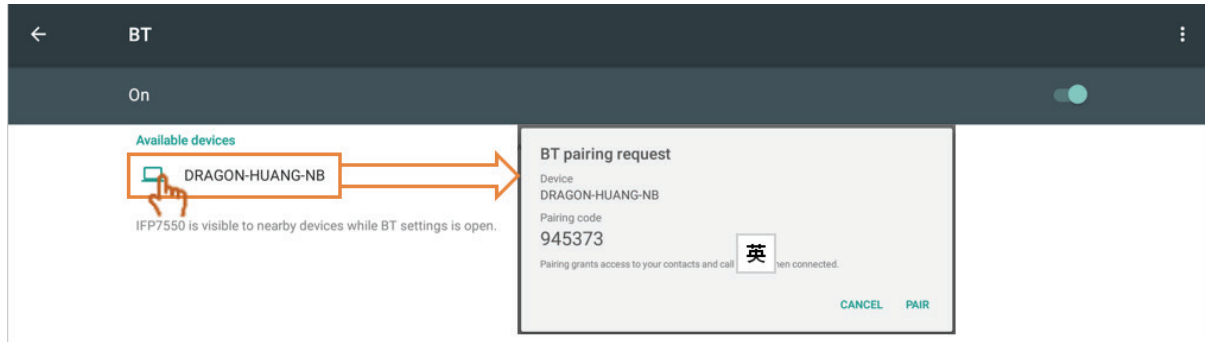 BT
On
Available devices
DRAGON-HUANG-NB
IFP7550 is visible to nearby devices while BT settings is open.
BT pairing request
Device
DRAGON-HUANG-NB
Pairing code
945373
Pairing grants access to your contacts and call 英 hen connected.
CANCEL PAIR